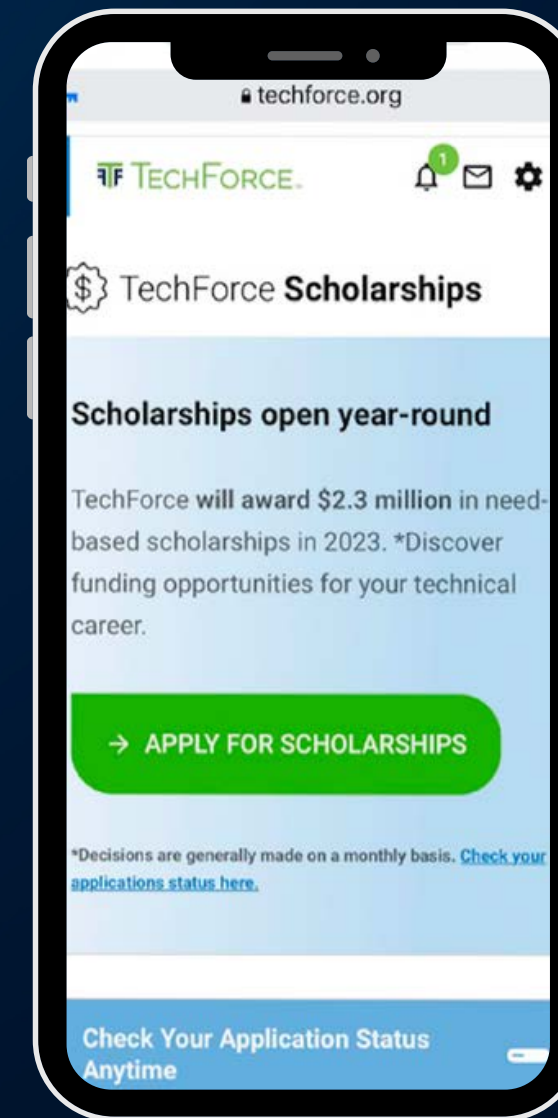 techforce.org
TF TECHFORCE
1
$ TechForce Scholarships
Scholarships open year-round
TechForce will award $2.3 million in need-
based scholarships in 2023. *Discover
funding opportunities for your technical
career.
→ APPLY FOR SCHOLARSHIPS
*Decisions are generally made on a monthly basis. Check your
applications status here.
Check Your Application Status
Anytime